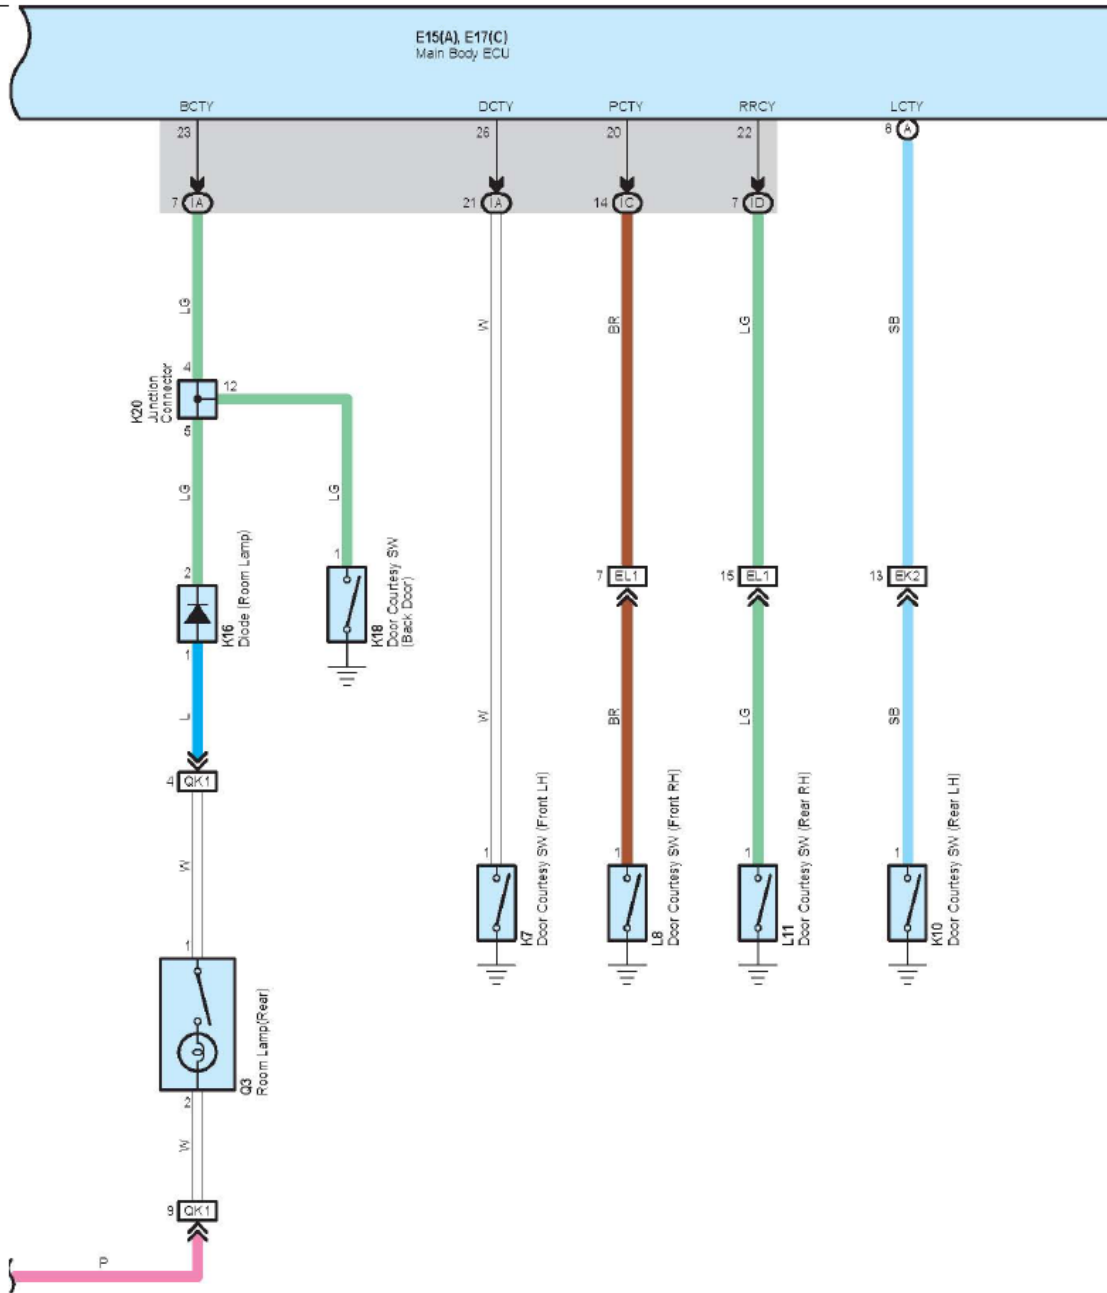 E15(A), E17(C)
Main Body ECU
BCTY DCTY PCTY RRCY LCTY
23 26 20 22 6 A
7 IA 21 IA 14 IC 7 ID
LG W BR LG SB
4
K20
Junction
Connector
12
5
LG LG
2 1
K16
Diode (Room Lamp)
K18
Door Courtesy SW
(Back Door)
7 EL1 15 EL1 13 EK2
1
L W BR LG SB
4 QK1
W
1 1 1 1
K7
Door Courtesy SW (Front LH)
L8
Door Courtesy SW (Front RH)
L11
Door Courtesy SW (Rear RH)
K10
Door Courtesy SW (Rear LH)
1
Q3
Room Lamp(Rear)
2
W
9 QK1
P